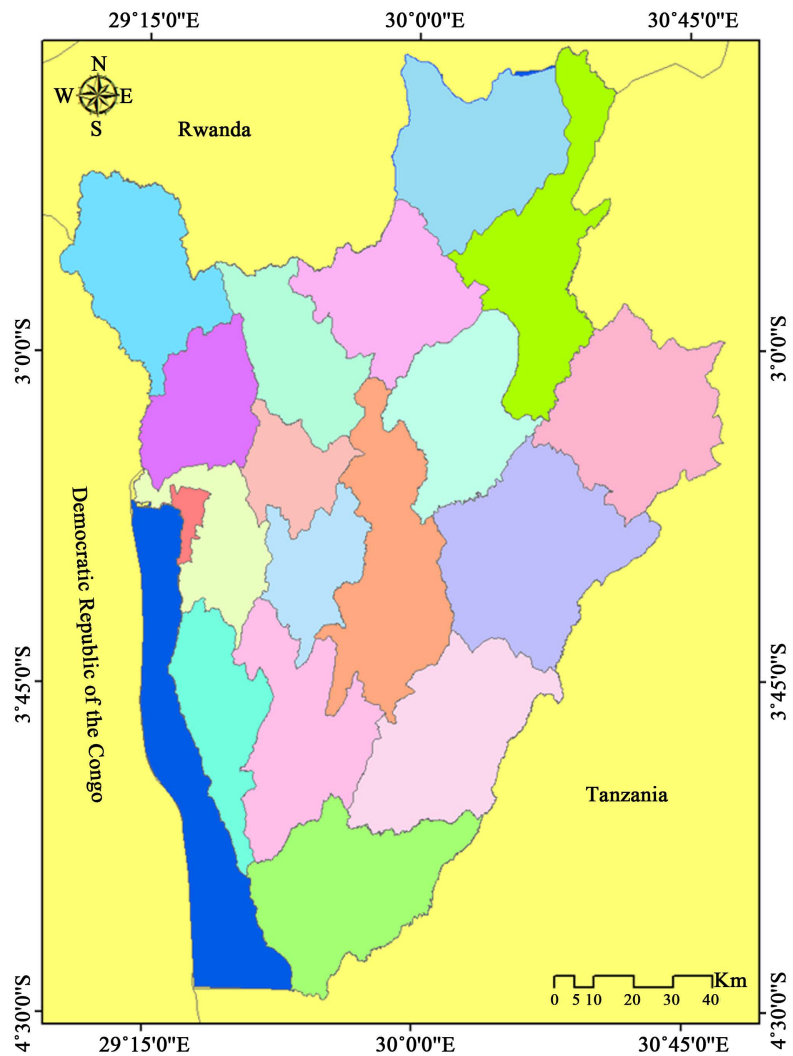 29°15'0"E 30°0'0"E 30°45'0"E
N
W E
S
Rwanda
3°0'0"S 3°0'0"S
Democratic Republic of the Congo
3°45'0"S 3°45'0"S
Tanzania
Km
0 5 10 20 30 40
4°30'0"S 4°30'0"S
29°15'0"E 30°0'0"E 30°45'0"E